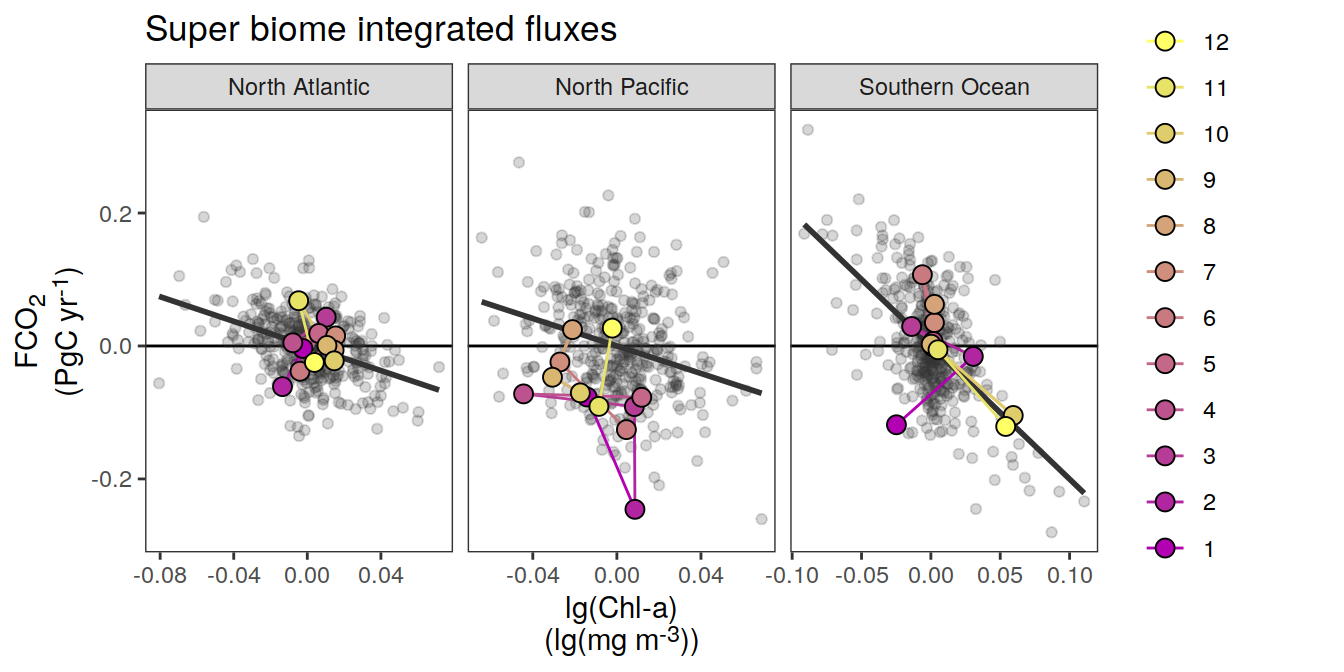 Super biome integrated fluxes
North Atlantic
North Pacific
Southern Ocean
FCO2
(PgC yr-1)
0.2
0.0
-0.2
-0.08 -0.04 0.00 0.04
-0.04 0.00 0.04
-0.10 -0.05 0.00 0.05 0.10
lg(Chl-a)
(lg(mg m-3))
12
11
10
9
8
7
6
5
4
3
2
1